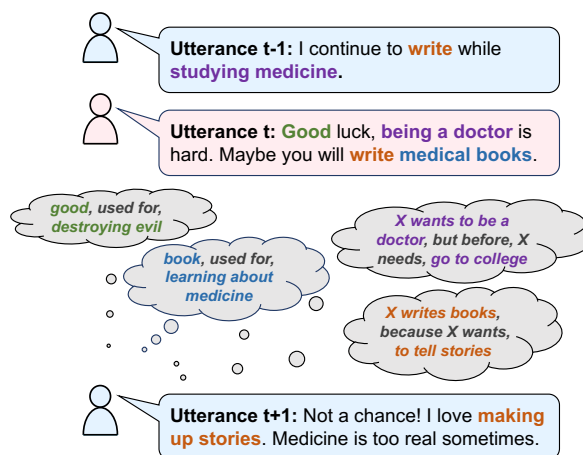 Utterance t-1: I continue to write while
studying medicine.
Utterance t: Good luck, being a doctor is
hard. Maybe you will write medical books.
good, used for,
destroying evil
book, used for,
learning about
medicine
X wants to be a
doctor, but before, X
needs, go to college
X writes books,
because X wants,
to tell stories
Utterance t+1: Not a chance! I love making
up stories. Medicine is too real sometimes.